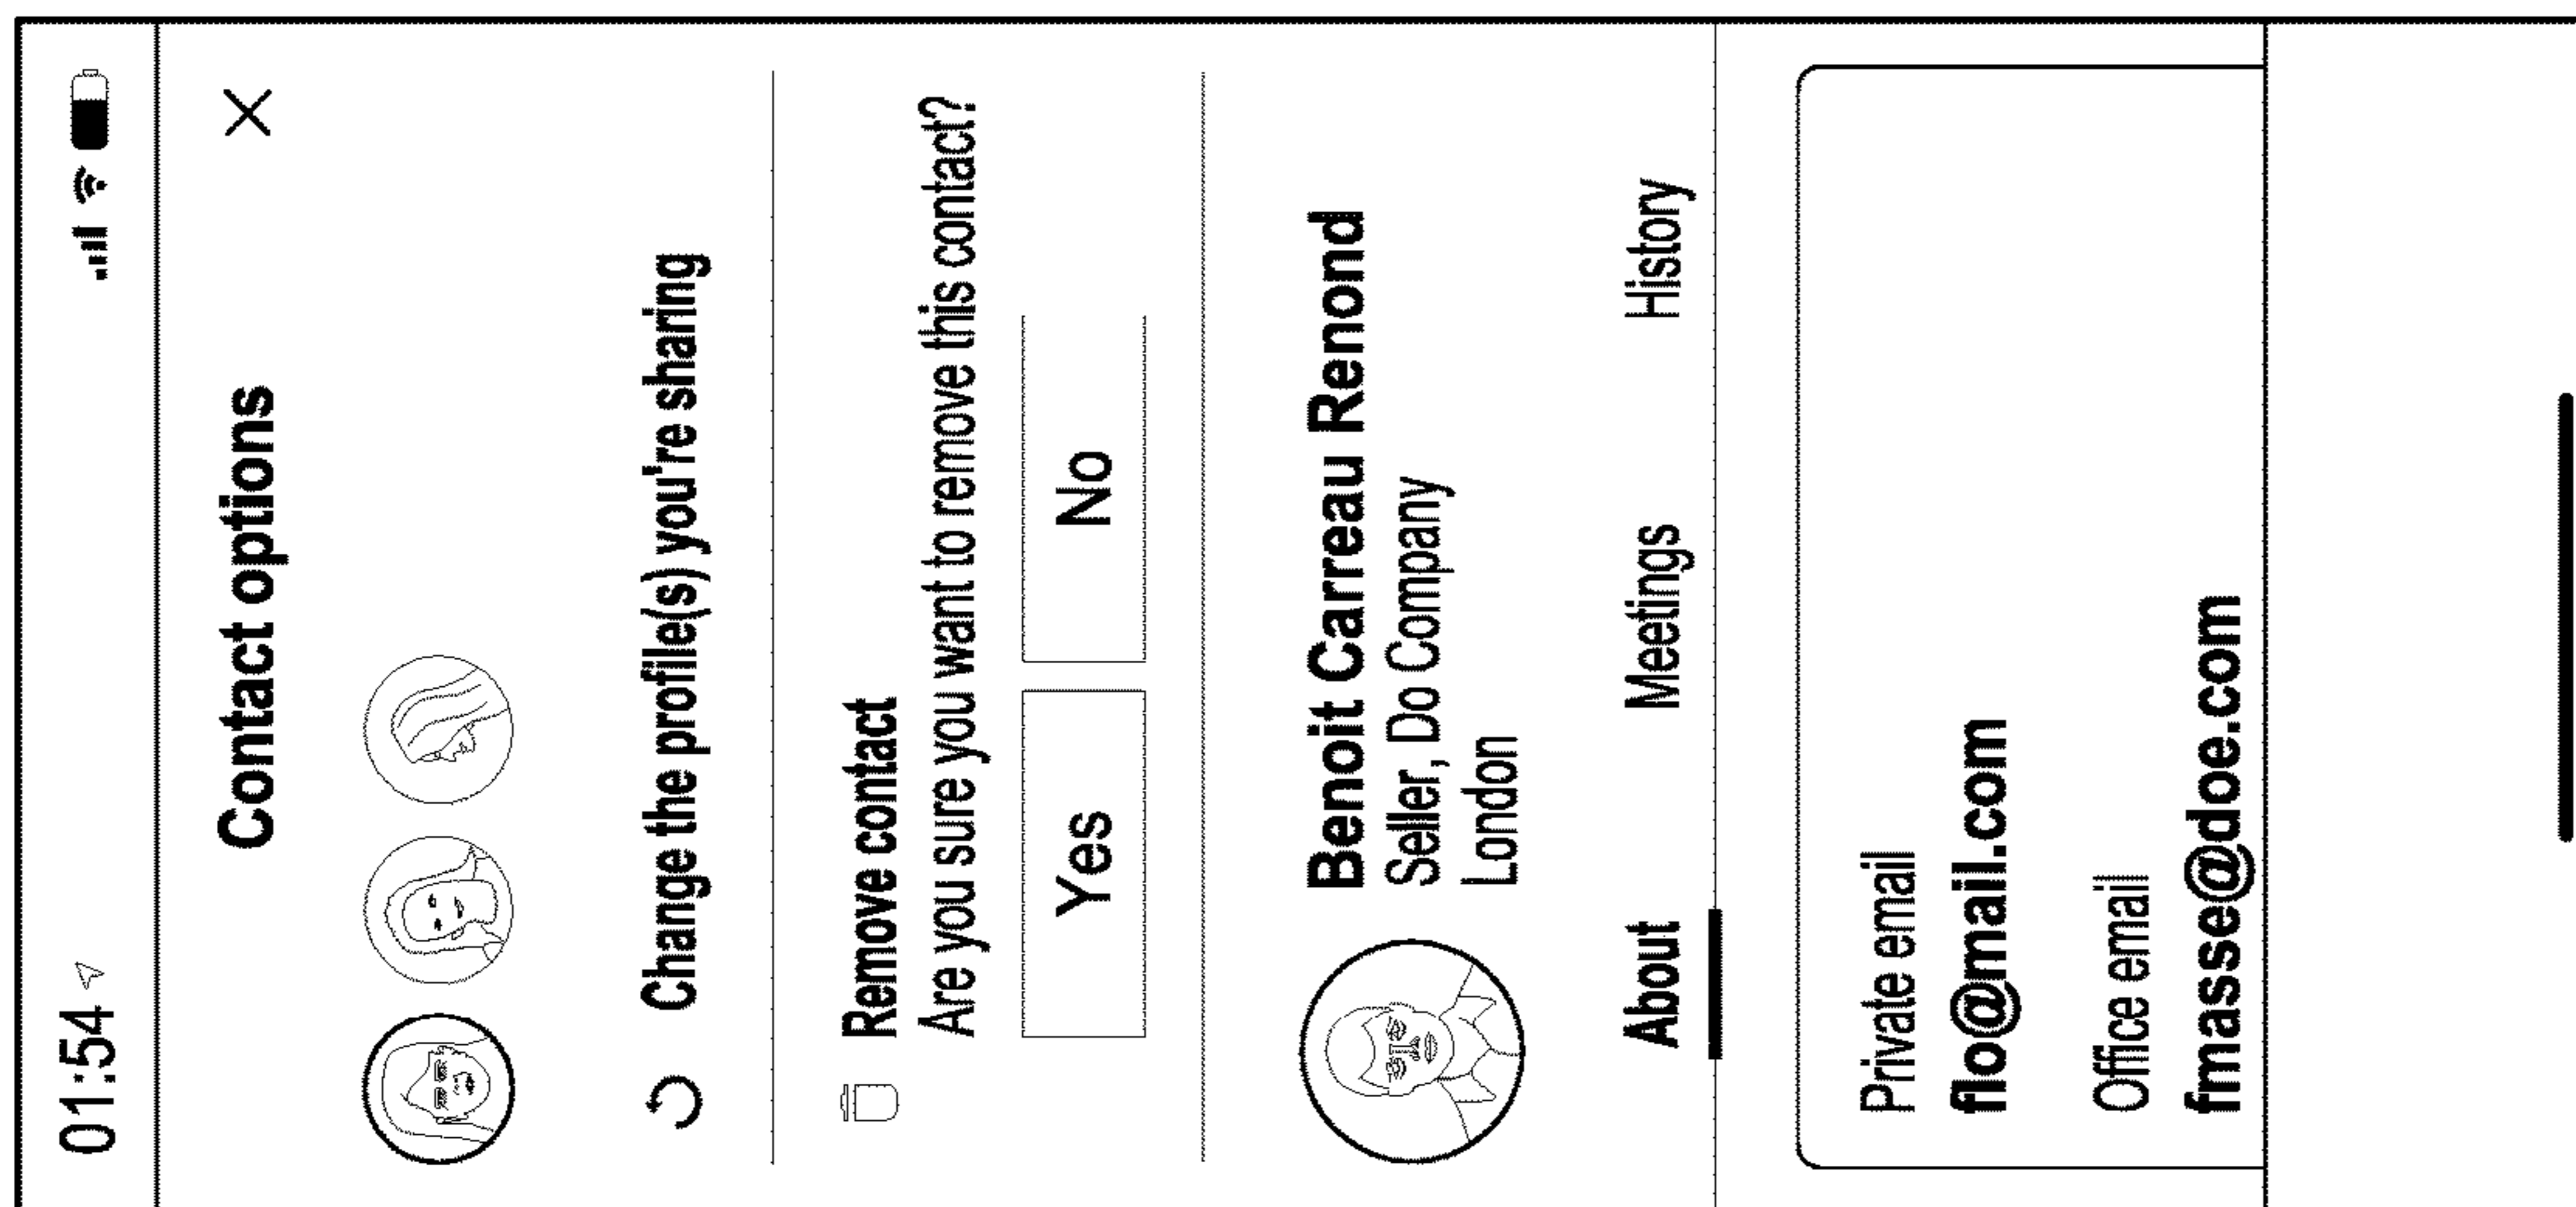 01:54
Contact options
Change the profile(s) you're sharing
Remove contact
Are you sure you want to remove this contact?
Yes No
Benoit Carreau Renond
Seller, Do Company
London
About Meetings History
Private email
flo@mail.com
Office email
fmasse@doe.com